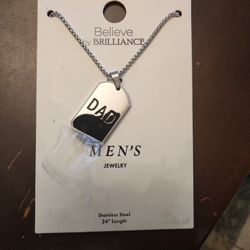 Believe
by BRILLIANCE
DAD
MEN'S
JEWELRY
Stainless Steel
24" Length